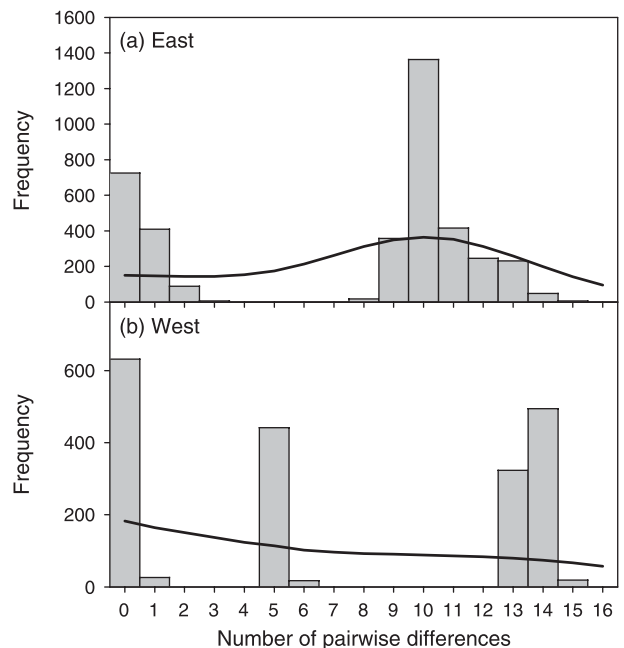 1600
(a) East
1400
1200
1000
Frequency
800
600
400
200
0
(b) West
600
Frequency
400
200
0
0 1 2 3 4 5 6 7 8 9 10 11 12 13 14 15 16
Number of pairwise differences